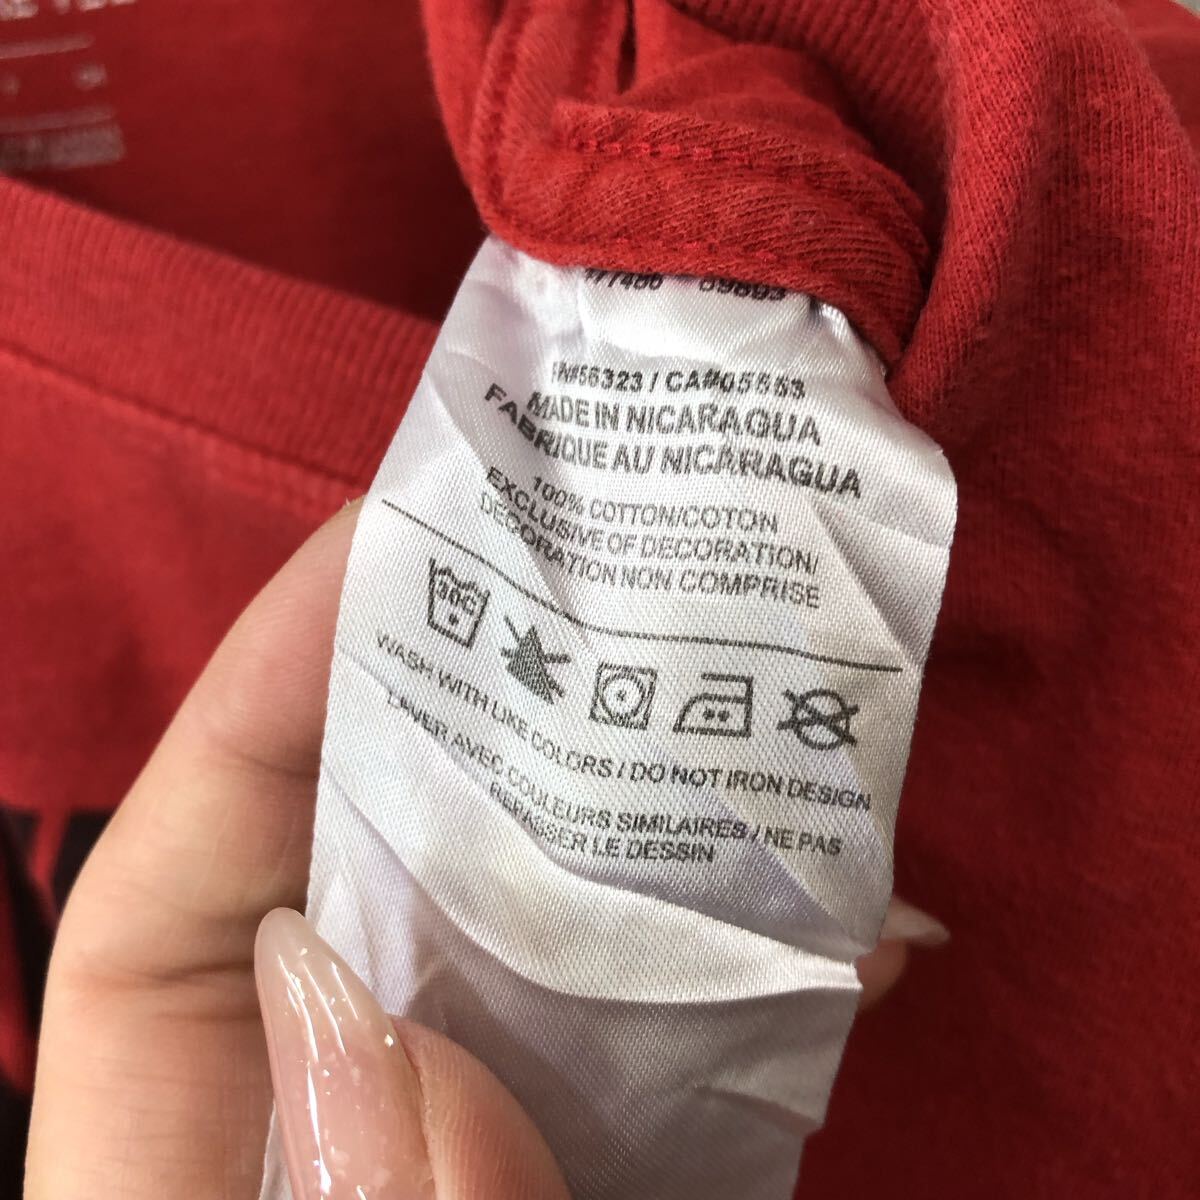 RN#56323 / CA#05553
MADE IN NICARAGUA
FABRIQUE AU NICARAGUA
100% COTTON/COTON
EXCLUSIVE OF DECORATION/
DECORATION NON COMPRISE
30C
WASH WITH LIKE COLORS / DO NOT IRON DESIGN
LAVER AVEC COULEURS SIMILAIRES / NE PAS
REPASSER LE DESSIN